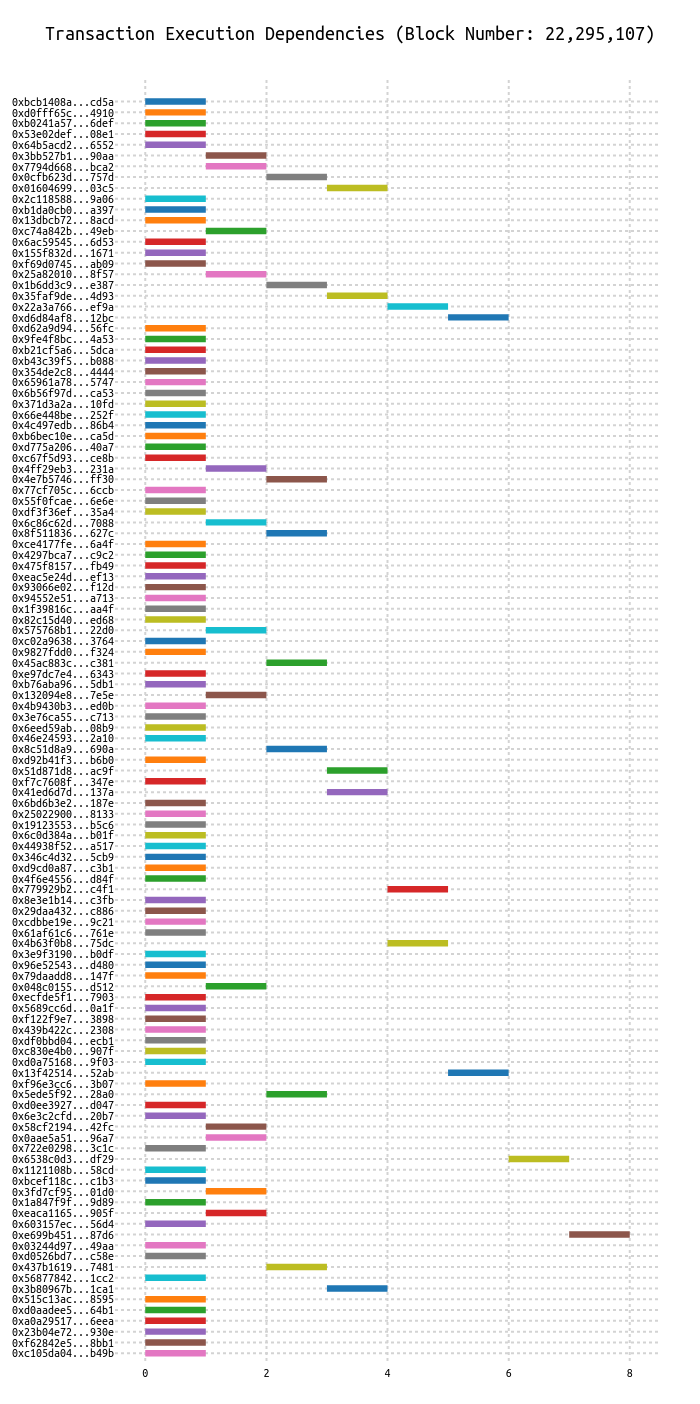 Transaction Execution Dependencies (Block Number: 22,295,107)
0xbcb1408a...cd5a
0xd0fff65c...4910
0xb0241a57...6def
0x53e02def...08e1
0x64b5acd2...6552
0x3bb527b1...90aa
0x7794d668...bca2
0x0cfb623d...757d
0x01604699...03c5
0x2c118588...9a06
0xb1da0cb0...a397
0x13dbcb72...8acd
0xc74a842b...49eb
0x6ac59545...6d53
0x155f832d...1671
0xf69d0745...ab09
0x25a82010...8f57
0x1b6dd3c9...e387
0x35faf9de...4d93
0x22a3a766...ef9a
0xd6d84af8...12bc
0xd62a9d94...56fc
0x9fe4f8bc...4a53
0xb21cf5a6...5dca
0xb43c39f5...b088
0x354de2c8...4444
0x65961a78...5747
0x6b56f97d...ca53
0x371d3a2a...10fd
0x66e448be...252f
0x4c497edb...86b4
0xb6bec10e...ca5d
0xd775a206...40a7
0xc67f5d93...ce8b
0x4ff29eb3...231a
0x4e7b5746...ff30
0x77cf705c...6ccb
0x55f0fcae...6e6e
0xdf3f36ef...35a4
0x6c86c62d...7088
0x8f511836...627c
0xce4177fe...6a4f
0x4297bca7...c9c2
0x475f8157...fb49
0xeac5e24d...ef13
0x93066e02...f12d
0x94552e51...a713
0x1f39816c...aa4f
0x82c15d40...ed68
0x575768b1...22d0
0xc02a9638...3764
0x9827fdd0...f324
0x45ac883c...c381
0xe97dc7e4...6343
0xb76aba96...5db1
0x132094e8...7e5e
0x4b9430b3...ed0b
0x3e76ca55...c713
0x6eed59ab...08b9
0x46e24593...2a10
0x8c51d8a9...690a
0xd92b41f3...b6b0
0x51d871d8...ac9f
0xf7c7608f...347e
0x41ed6d7d...137a
0x6bd6b3e2...187e
0x25022900...8133
0x19123553...b5c6
0x6c0d384a...b01f
0x44938f52...a517
0x346c4d32...5cb9
0xd9cd0a87...c3b1
0x4f6e4556...d84f
0x779929b2...c4f1
0x8e3e1b14...c3fb
0x29daa432...c886
0xcdbbe19e...9c21
0x61af61c6...761e
0x4b63f0b8...75dc
0x3e9f3190...b0df
0x96e52543...d480
0x79daadd8...147f
0x048c0155...d512
0xecfde5f1...7903
0x5689cc6d...0a1f
0xf122f9e7...3898
0x439b422c...2308
0xdf0bbd04...ecb1
0xc830e4b0...907f
0xd0a75168...9f03
0x13f42514...52ab
0xf96e3cc6...3b07
0x5ede5f92...28a0
0xd0ee3927...d047
0x6e3c2cfd...20b7
0x58cf2194...42fc
0x0aae5a51...96a7
0x722e0298...3c1c
0x6538c0d3...df29
0x1121108b...58cd
0xbcef118c...c1b3
0x3fd7cf95...01d0
0x1a847f9f...9d89
0xeaca1165...905f
0x603157ec...56d4
0xe699b451...87d6
0x03244d97...49aa
0xd0526bd7...c58e
0x437b1619...7481
0x56877842...1cc2
0x3b80967b...1ca1
0x515c13ac...8595
0xd0aadee5...64b1
0xa0a29517...6eea
0x23b04e72...930e
0xf62842e5...8bb1
0xc105da04...b49b
0 2 4 6 8